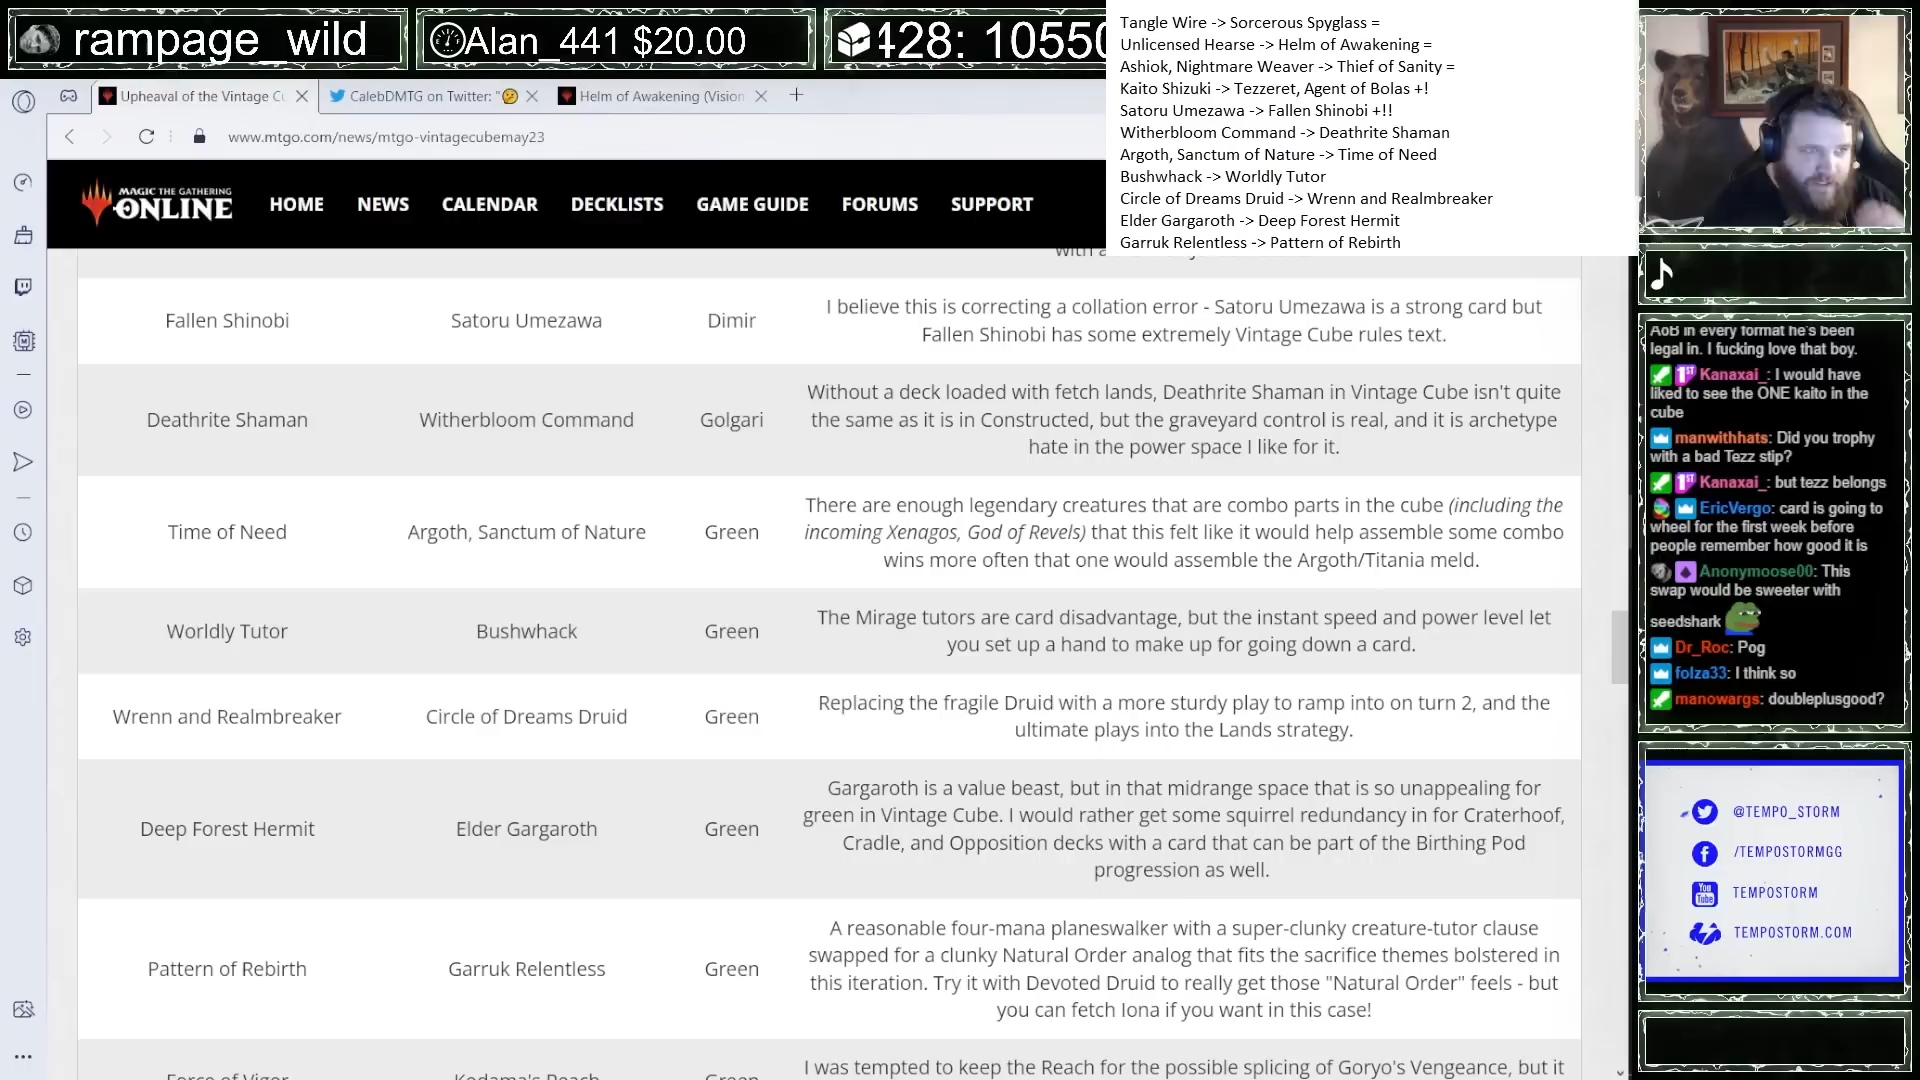 rampage_wild
Alan_441 $20.00
428: 10550
Tangle Wire -> Sorcerous Spyglass =
Unlicensed Hearse -> Helm of Awakening =
Ashiok, Nightmare Weaver -> Thief of Sanity =
Kaito Shizuki -> Tezzeret, Agent of Bolas +!
Satoru Umezawa -> Fallen Shinobi +!!
Witherbloom Command -> Deathrite Shaman
Argoth, Sanctum of Nature -> Time of Need
Bushwhack -> Worldly Tutor
Circle of Dreams Druid -> Wrenn and Realmbreaker
Elder Gargaroth -> Deep Forest Hermit
Garruk Relentless -> Pattern of Rebirth
Upheaval of the Vintage Cu
CalebDMTG on Twitter: "🤔
Helm of Awakening (Vision
www.mtgo.com/news/mtgo-vintagecubemay23
MAGIC THE GATHERING
ONLINE
HOME NEWS CALENDAR DECKLISTS GAME GUIDE FORUMS SUPPORT
with a
Fallen Shinobi
Satoru Umezawa
Dimir
I believe this is correcting a collation error - Satoru Umezawa is a strong card but
Fallen Shinobi has some extremely Vintage Cube rules text.
Deathrite Shaman
Witherbloom Command
Golgari
Without a deck loaded with fetch lands, Deathrite Shaman in Vintage Cube isn't quite
the same as it is in Constructed, but the graveyard control is real, and it is archetype
hate in the power space I like for it.
Time of Need
Argoth, Sanctum of Nature
Green
There are enough legendary creatures that are combo parts in the cube (including the
incoming Xenagos, God of Revels) that this felt like it would help assemble some combo
wins more often that one would assemble the Argoth/Titania meld.
Worldly Tutor
Bushwhack
Green
The Mirage tutors are card disadvantage, but the instant speed and power level let
you set up a hand to make up for going down a card.
Wrenn and Realmbreaker
Circle of Dreams Druid
Green
Replacing the fragile Druid with a more sturdy play to ramp into on turn 2, and the
ultimate plays into the Lands strategy.
Deep Forest Hermit
Elder Gargaroth
Green
Gargaroth is a value beast, but in that midrange space that is so unappealing for
green in Vintage Cube. I would rather get some squirrel redundancy in for Craterhoof,
Cradle, and Opposition decks with a card that can be part of the Birthing Pod
progression as well.
Pattern of Rebirth
Garruk Relentless
Green
A reasonable four-mana planeswalker with a super-clunky creature-tutor clause
swapped for a clunky Natural Order analog that fits the sacrifice themes bolstered in
this iteration. Try it with Devoted Druid to really get those "Natural Order" feels - but
you can fetch Iona if you want in this case!
Force of Vigor
Kodama's Reach
Green
I was tempted to keep the Reach for the possible splicing of Goryo's Vengeance, but it
AoB in every format he's been
legal in. I fucking love that boy.
1ST Kanaxai_: I would have
liked to see the ONE kaito in the
cube
manwithhats: Did you trophy
with a bad Tezz stip?
1ST Kanaxai_: but tezz belongs
EricVergo: card is going to
wheel for the first week before
people remember how good it is
Anonymoose00: This
swap would be sweeter with
seedshark
Dr_Roc: Pog
folza33: I think so
manowargs: doubleplusgood?
@TEMPO_STORM
/TEMPOSTORMGG
You
Tube
TEMPOSTORM
TEMPOSTORM.COM